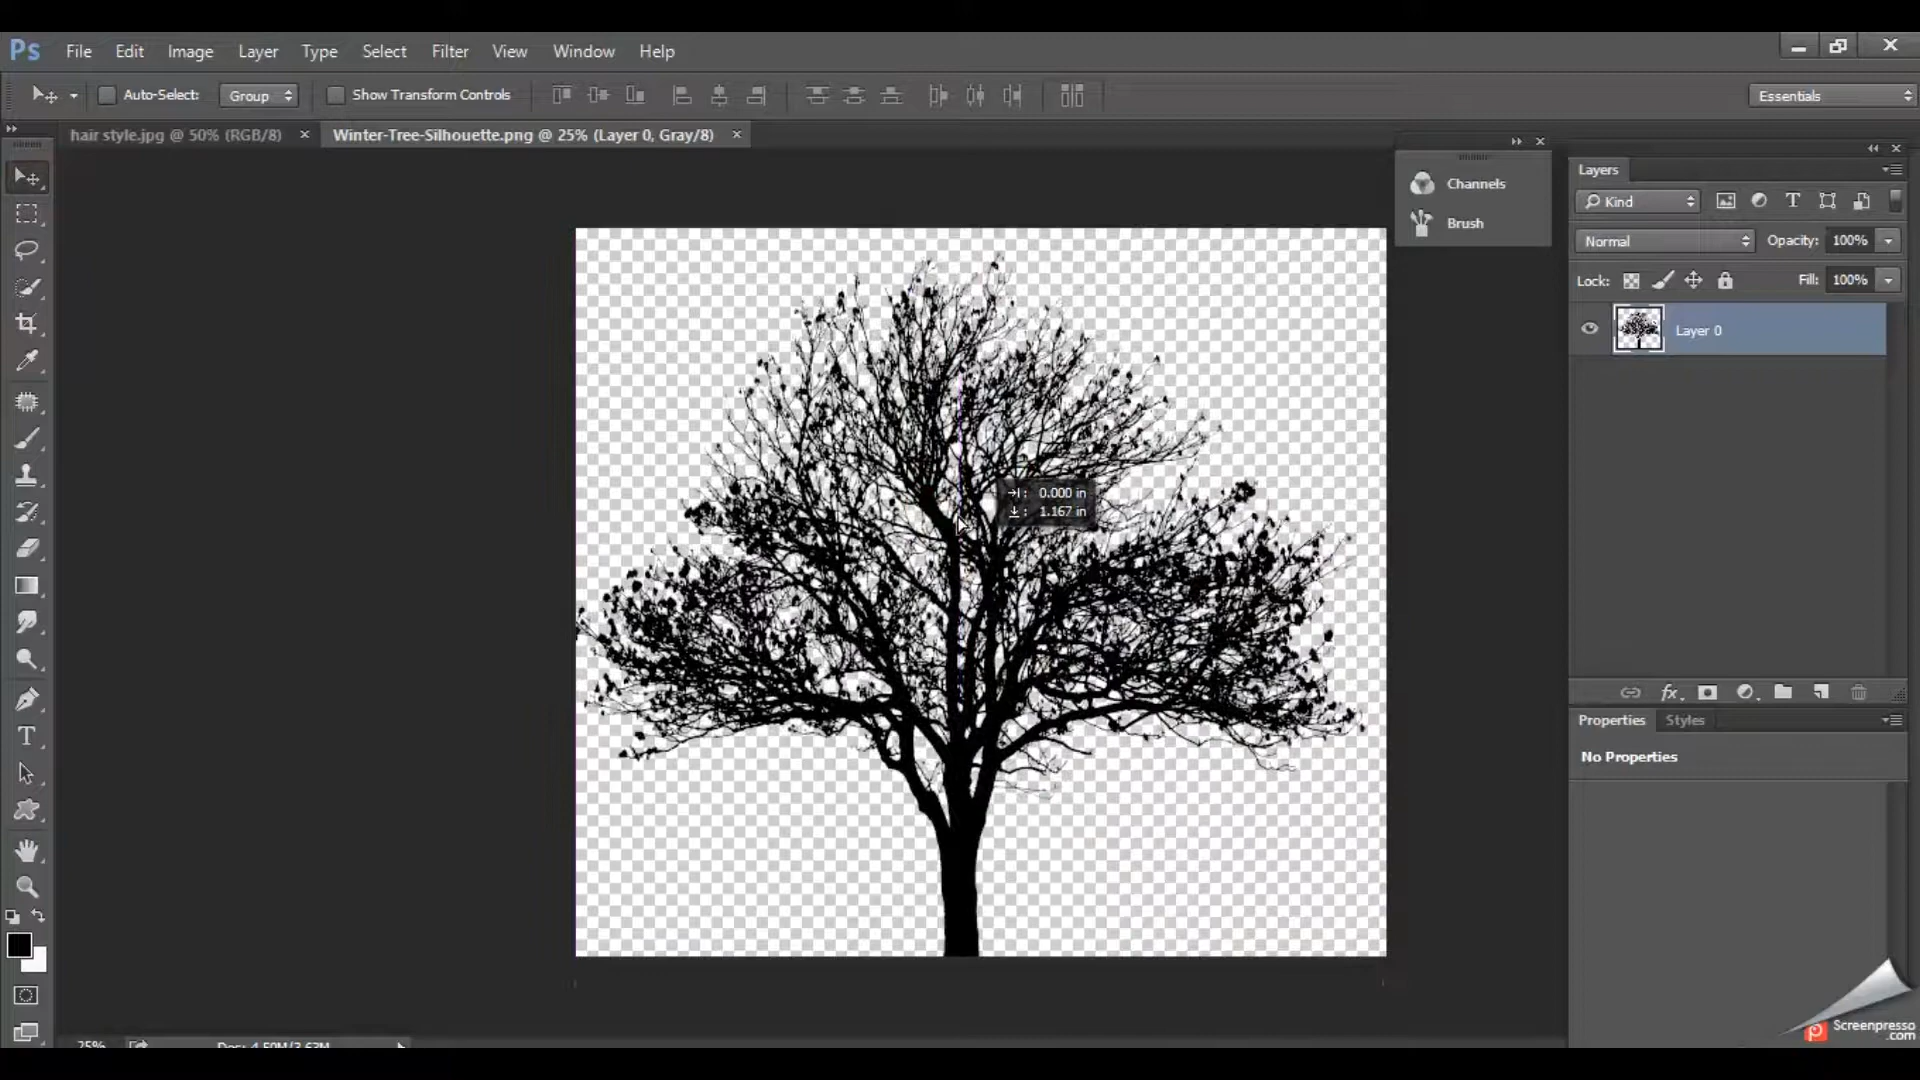 Ps File Edit Image Layer Type Select Filter View Window Help
Auto-Select: Group Show Transform Controls Essentials
hair style.jpg @ 50% (RGB/8) × Winter-Tree-Silhouette.png @ 25% (Layer 0, Gray/8) ×
Channels
Brush
Layers
Kind
Normal Opacity: 100%
Lock: Fill: 100%
Layer 0
0.000 in
1.167 in
Properties Styles
No Properties
T
25% Doc: 4.50M/3.63M
Screenpresso
.com